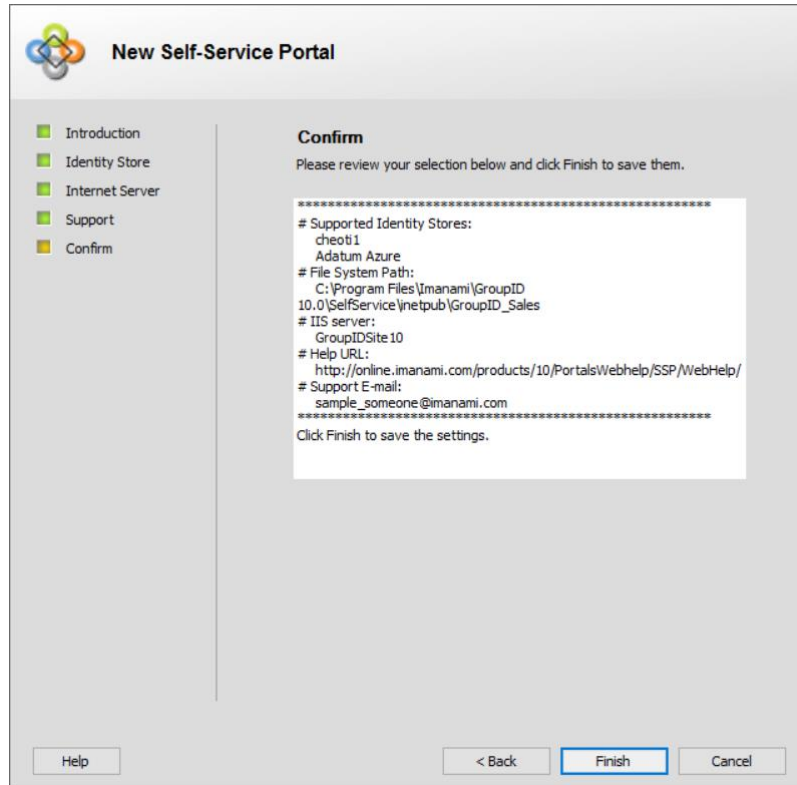 New Self-Service Portal
Introduction
Identity Store
Internet Server
Support
Confirm
Confirm
Please review your selection below and click Finish to save them.
*******************************************************
# Supported Identity Stores:
cheoti1
Adatum Azure
# File System Path:
C:\Program Files\Imanami\GroupID
10.0\SelfService\inetpub\GroupID_Sales
# IIS server:
GroupIDSite10
# Help URL:
http://online.imanami.com/products/10/PortalsWebhelp/SSP/WebHelp/
# Support E-mail:
sample_someone@imanami.com
*******************************************************
Click Finish to save the settings.
Help
< Back
Finish
Cancel